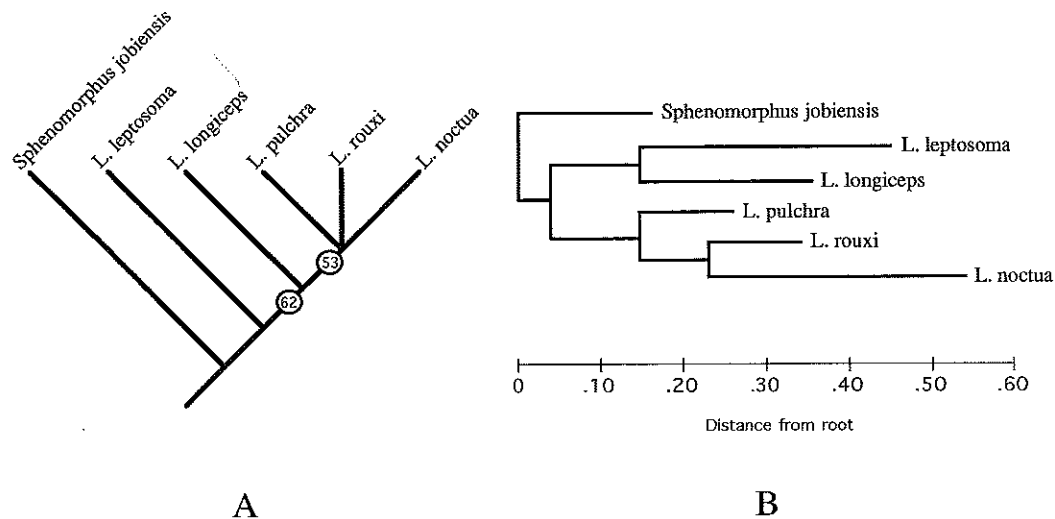 Sphenomorphus jobiensis
L. leptosoma
L. longiceps
L. pulchra
L. rouxi
L. noctua
53
62
A
Sphenomorphus jobiensis
L. leptosoma
L. longiceps
L. pulchra
L. rouxi
L. noctua
0 .10 .20 .30 .40 .50 .60
Distance from root
B